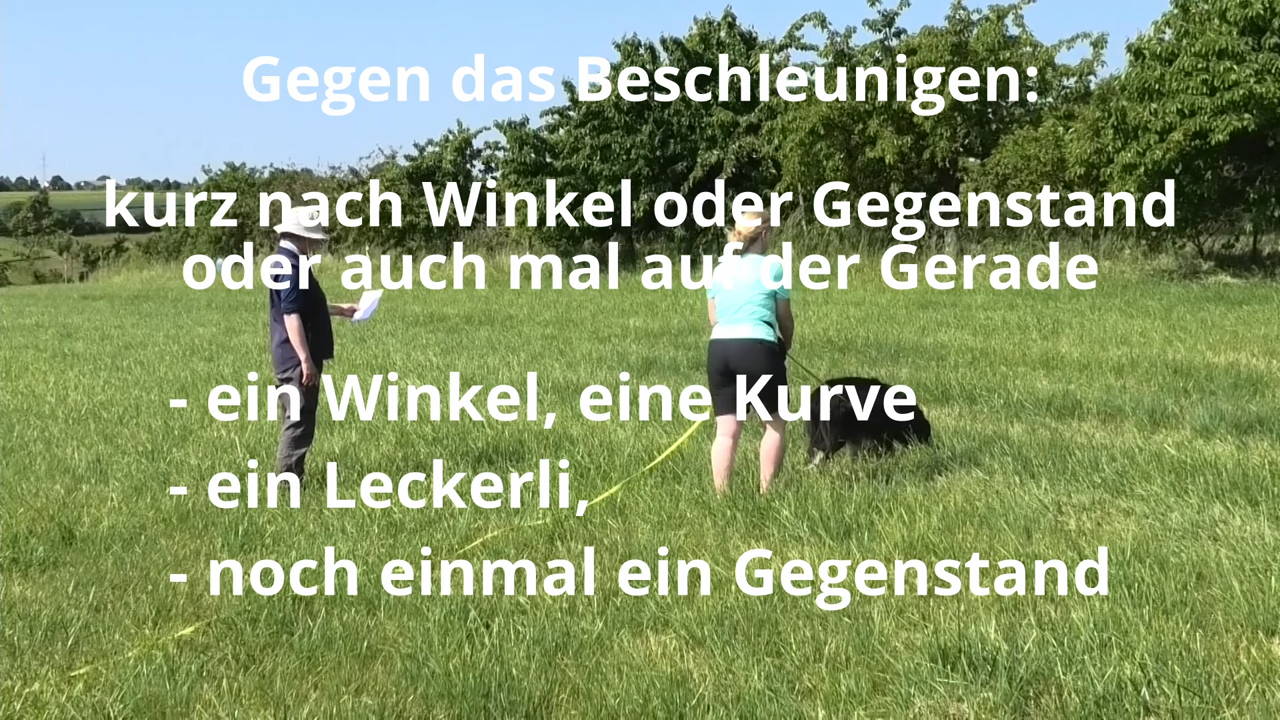 Gegen das Beschleunigen:
kurz nach Winkel oder Gegenstand
oder auch mal auf der Gerade
- ein Winkel, eine Kurve
- ein Leckerli,
- noch einmal ein Gegenstand